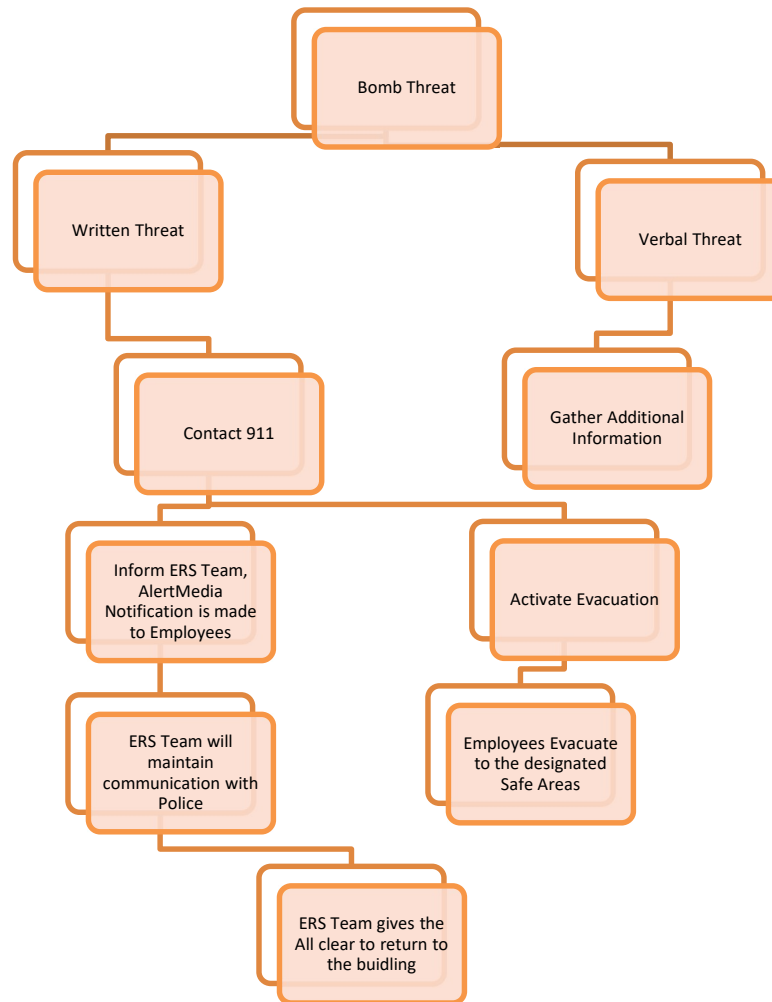 Bomb Threat
Written Threat
Verbal Threat
Contact 911
Gather Additional
Information
Inform ERS Team,
AlertMedia
Notification is made
to Employees
Activate Evacuation
ERS Team will
maintain
communication with
Police
Employees Evacuate
to the designated
Safe Areas
ERS Team gives the
All clear to return to
the buidling